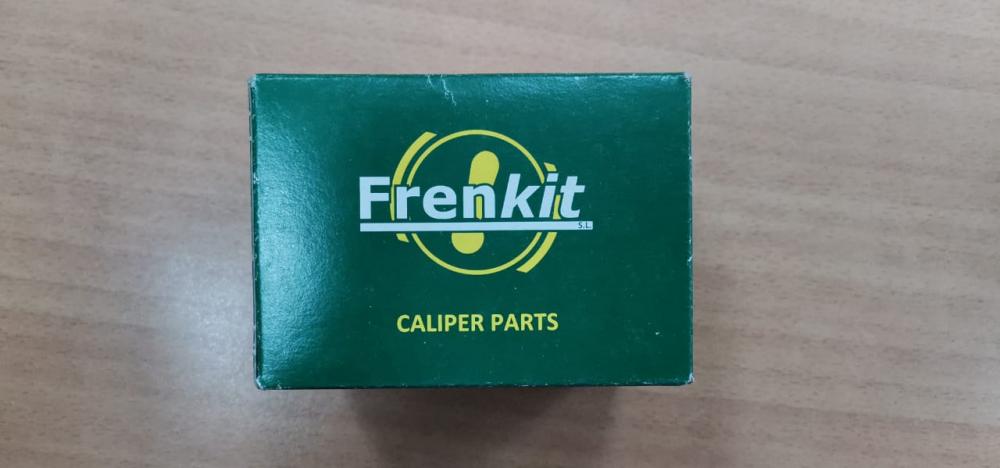 Frenkit
S.L.
CALIPER PARTS